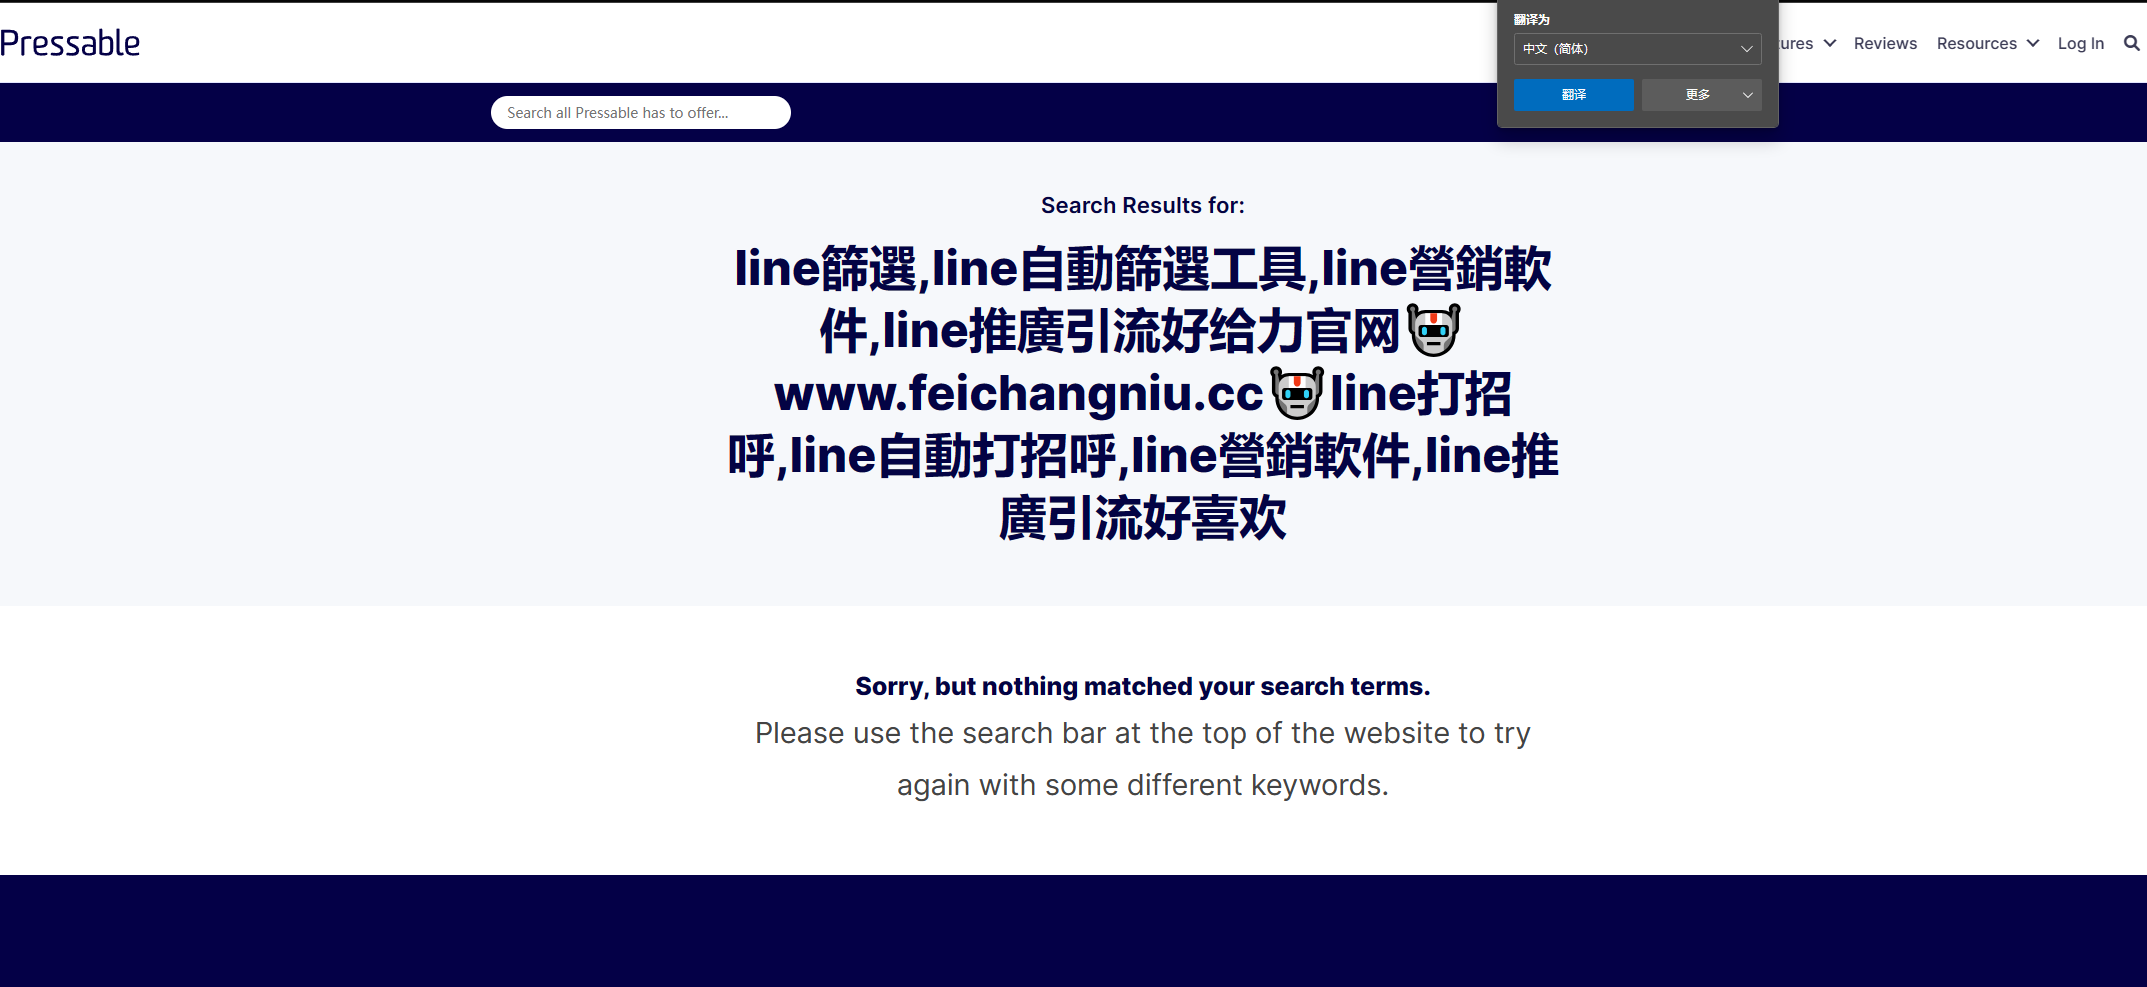 Pressable
翻译为
中文（简体）
翻译
更多
Reviews
Resources
Log In
Search all Pressable has to offer...
Search Results for:
line篩選,line自動篩選工具,line營銷軟
件,line推廣引流好给力官网🤖
www.feichangniu.cc🤖line打招
呼,line自動打招呼,line營銷軟件,line推
廣引流好喜欢
Sorry, but nothing matched your search terms.
Please use the search bar at the top of the website to try
again with some different keywords.